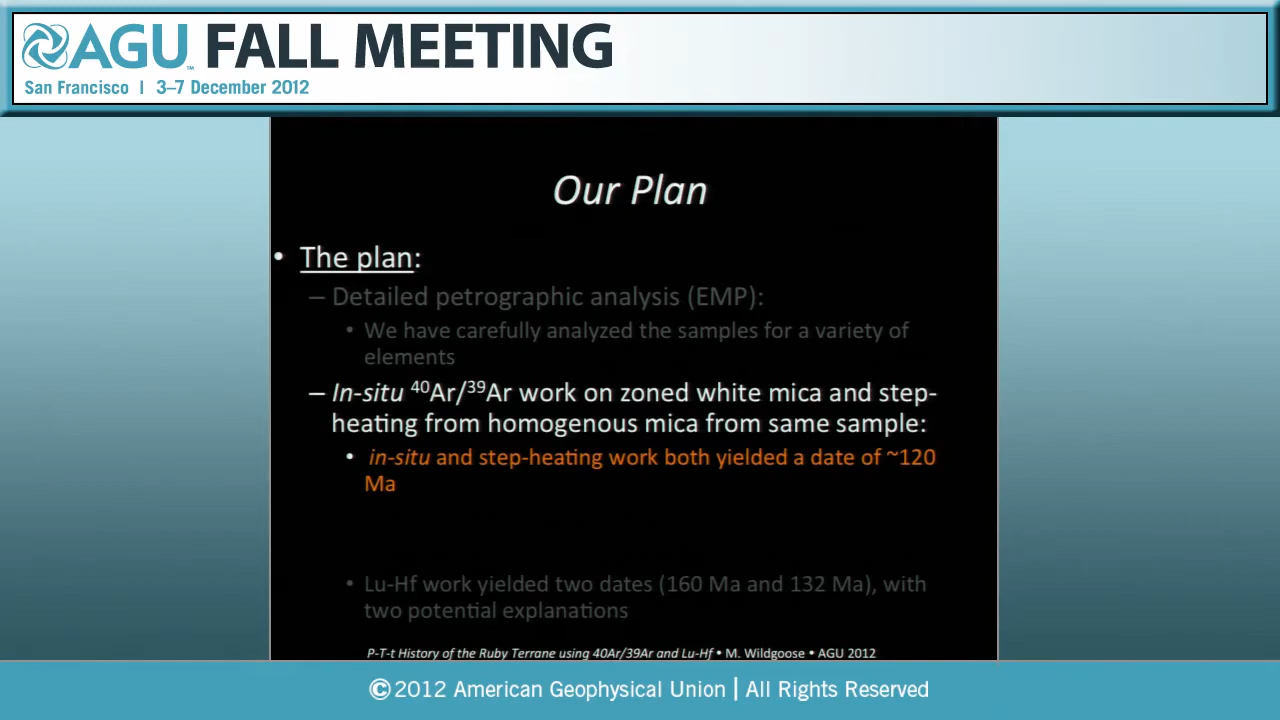 AGU FALL MEETING
San Francisco | 3–7 December 2012
Our Plan
• The plan:
– Detailed petrographic analysis (EMP):
• We have carefully analyzed the samples for a variety of
elements
– In-situ ⁴⁰Ar/³⁹Ar work on zoned white mica and step-
heating from homogenous mica from same sample:
• in-situ and step-heating work both yielded a date of ~120
Ma
• Lu-Hf work yielded two dates (160 Ma and 132 Ma), with
two potential explanations
P-T-t History of the Ruby Terrane using 40Ar/39Ar and Lu-Hf • M. Wildgoose • AGU 2012
©2012 American Geophysical Union | All Rights Reserved